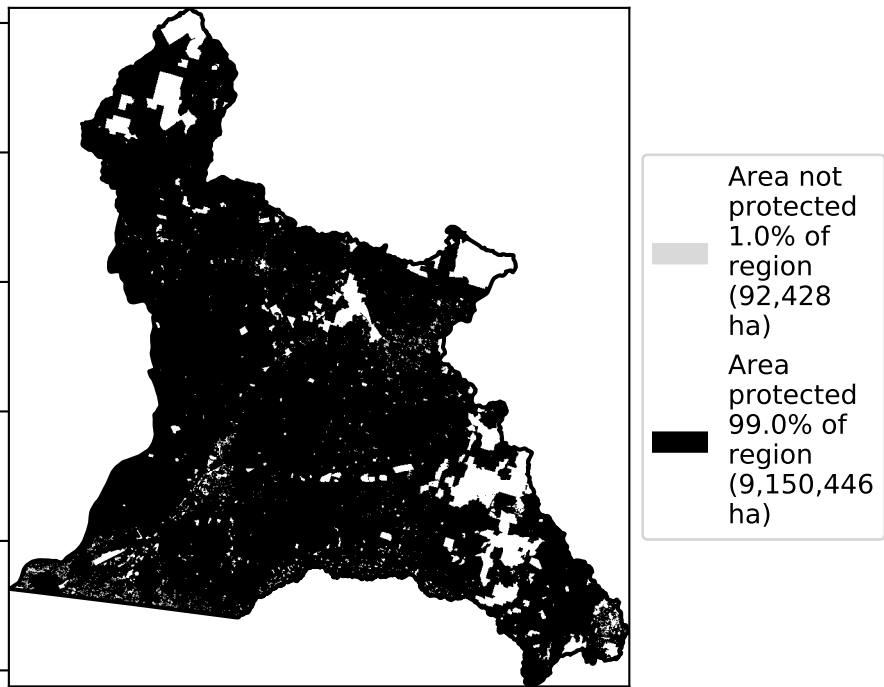 Area not
protected
1.0% of
region
(92,428
ha)
Area
protected
99.0% of
region
(9,150,446
ha)